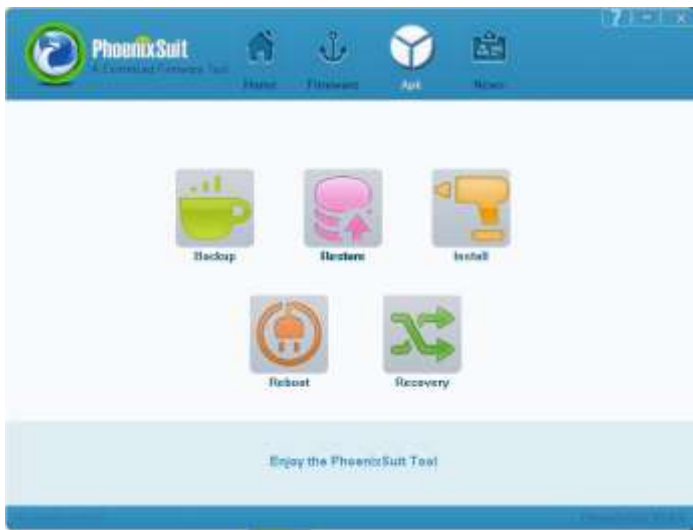 PhoenixSuit
Home Firmware Apk News
Backup Restore Install
Reboot Recovery
Enjoy the PhoenixSuit Tool